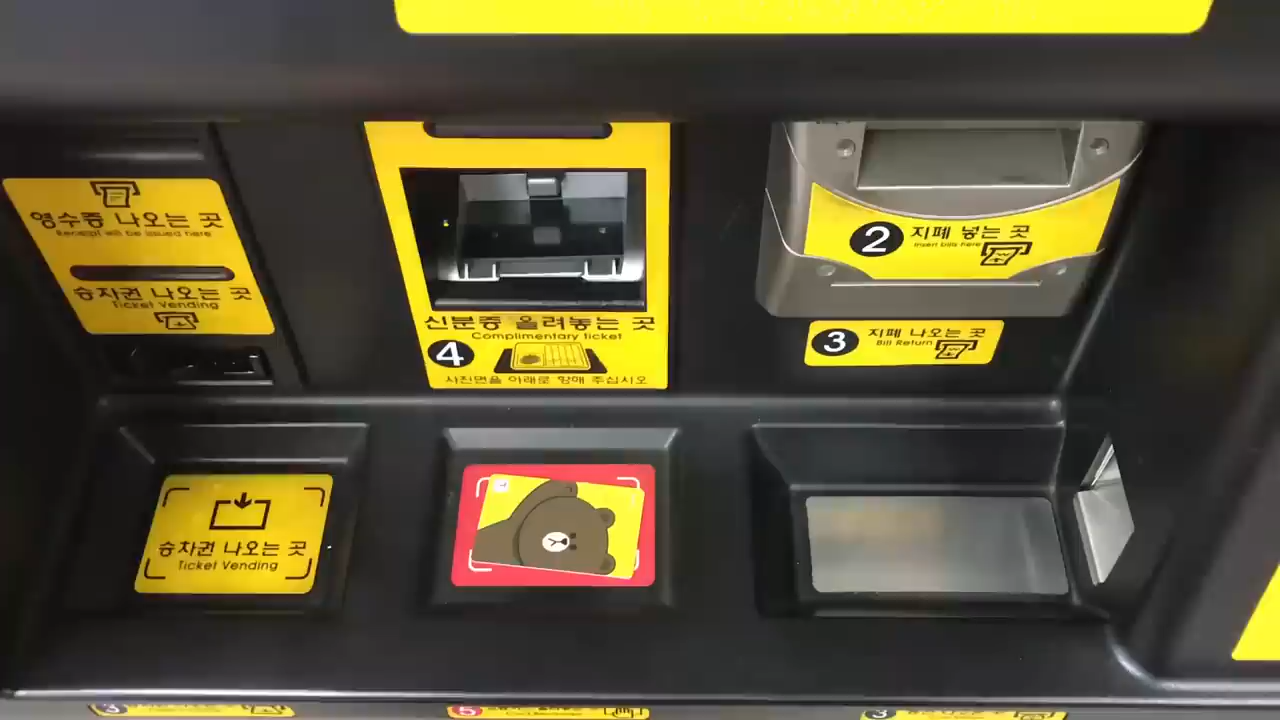 영수증 나오는 곳
Receipt will be issued here
승차권 나오는 곳
Ticket Vending
신분증 올려놓는 곳
Complimentary ticket
4
사진면을 아래로 향해 주십시오
2
지폐 넣는 곳
Insert bills here
3
지폐 나오는 곳
Bill Return
승차권 나오는 곳
Ticket Vending
3
5
3